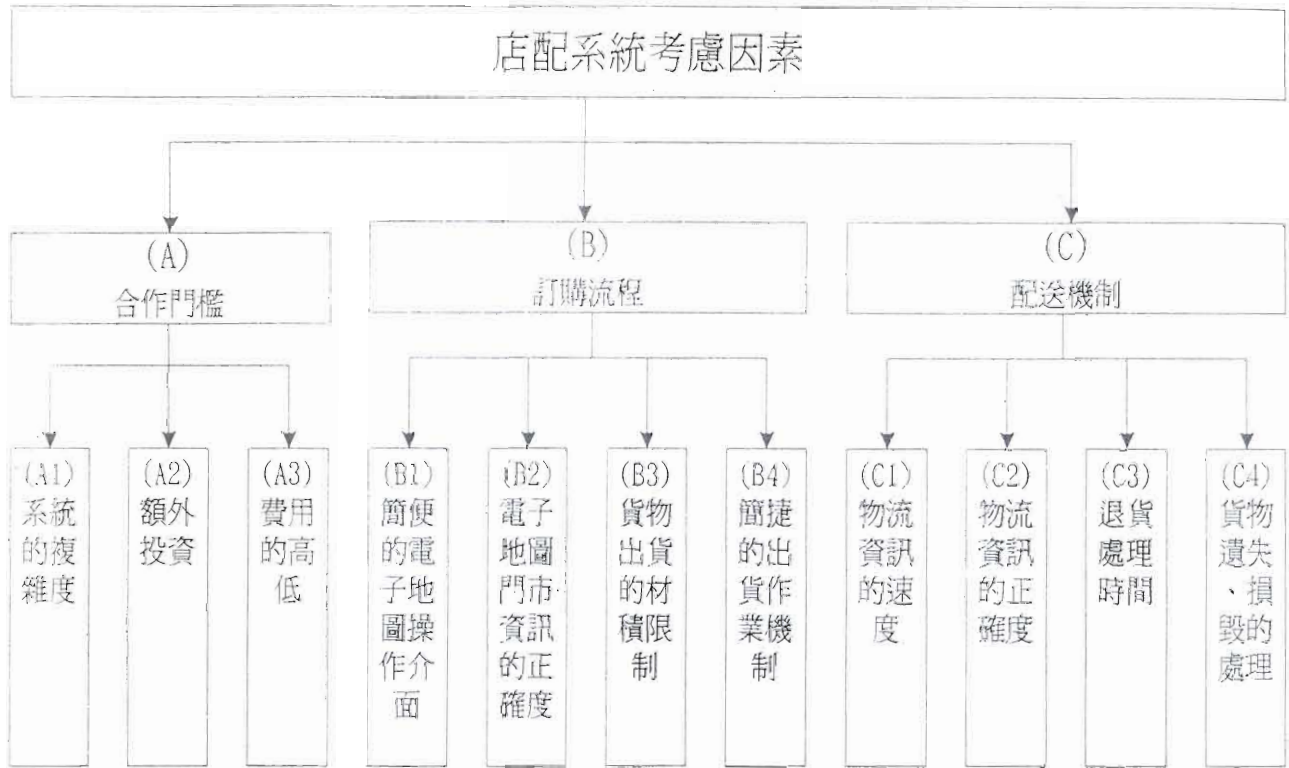 店配系統考慮因素
(A)
合作門檻
(B)
訂購流程
(C)
配送機制
(A1)
系統
的複
雜度
(A2)
額外
投資
(A3)
費用
的高
低
(B1)
簡便
的電
子地
圖操
作介
面
(B2)
電子
地圖
門市
資訊
的正
確度
(B3)
貨物
出貨
的材
積限
制
(B4)
簡捷
的出
貨作
業機
制
(C1)
物流
資訊
的速
度
(C2)
物流
資訊
的正
確度
(C3)
退貨
處理
時間
(C4)
貨物
遺失
、損
毀的
處理